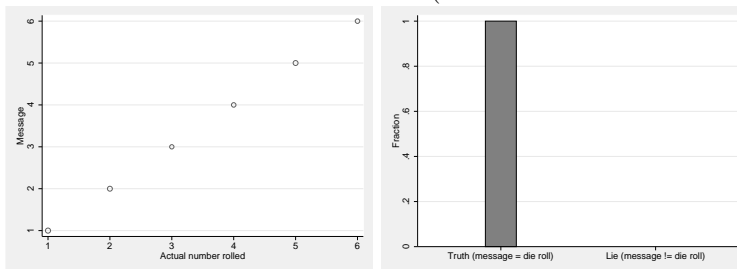 Message
6
5
4
3
2
1
1 2 3 4 5 6
Actual number rolled
Fraction
1
.8
.6
.4
.2
0
Truth (message = die roll) Lie (message != die roll)